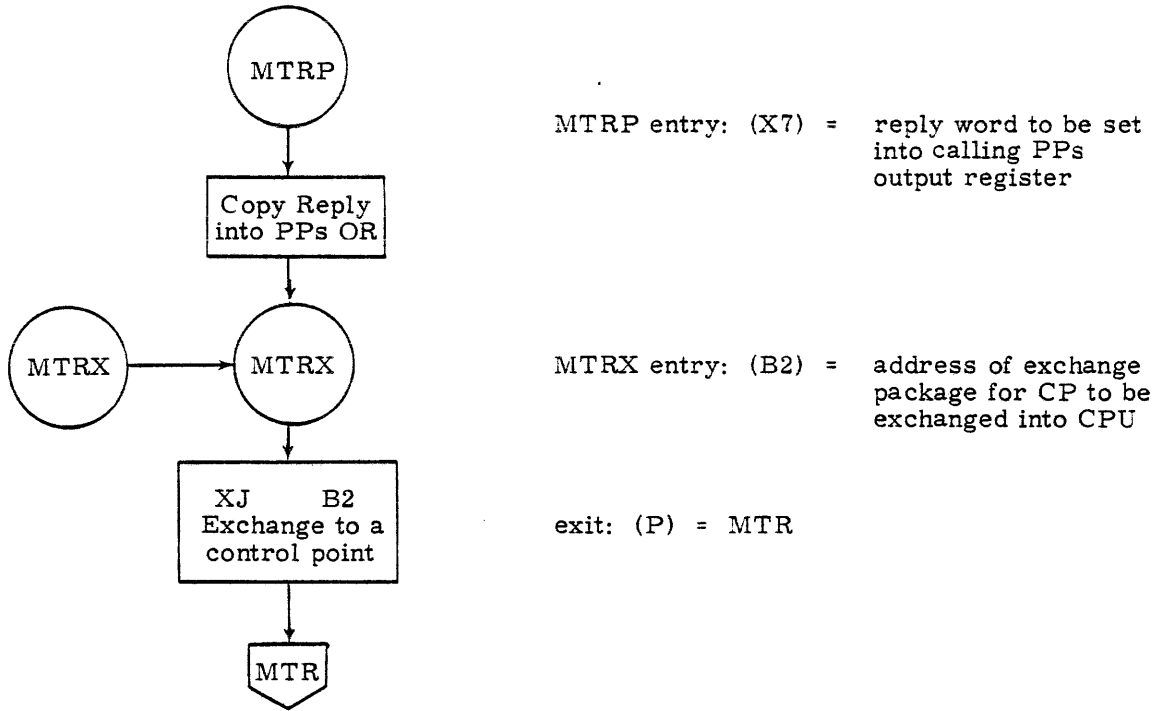 MTRP
MTRP entry: (X7) = reply word to be set
into calling PPs
output register
Copy Reply
into PPs OR
MTRX
MTRX
MTRX entry: (B2) = address of exchange
package for CP to be
exchanged into CPU
XJ B2
Exchange to a
control point
exit: (P) = MTR
MTR